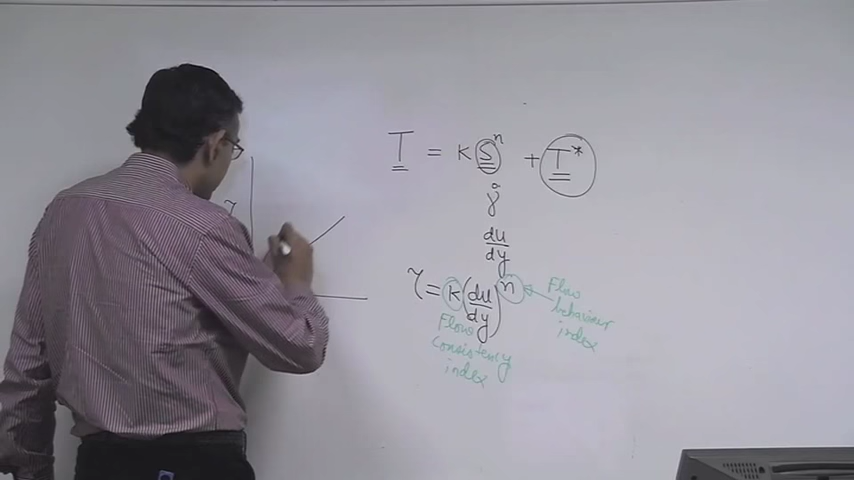 T = K S^n + T*
γ̇
du/dy
τ
τ = K (du/dy)^n
Flow
behaviour
index
Flow
consistency
index